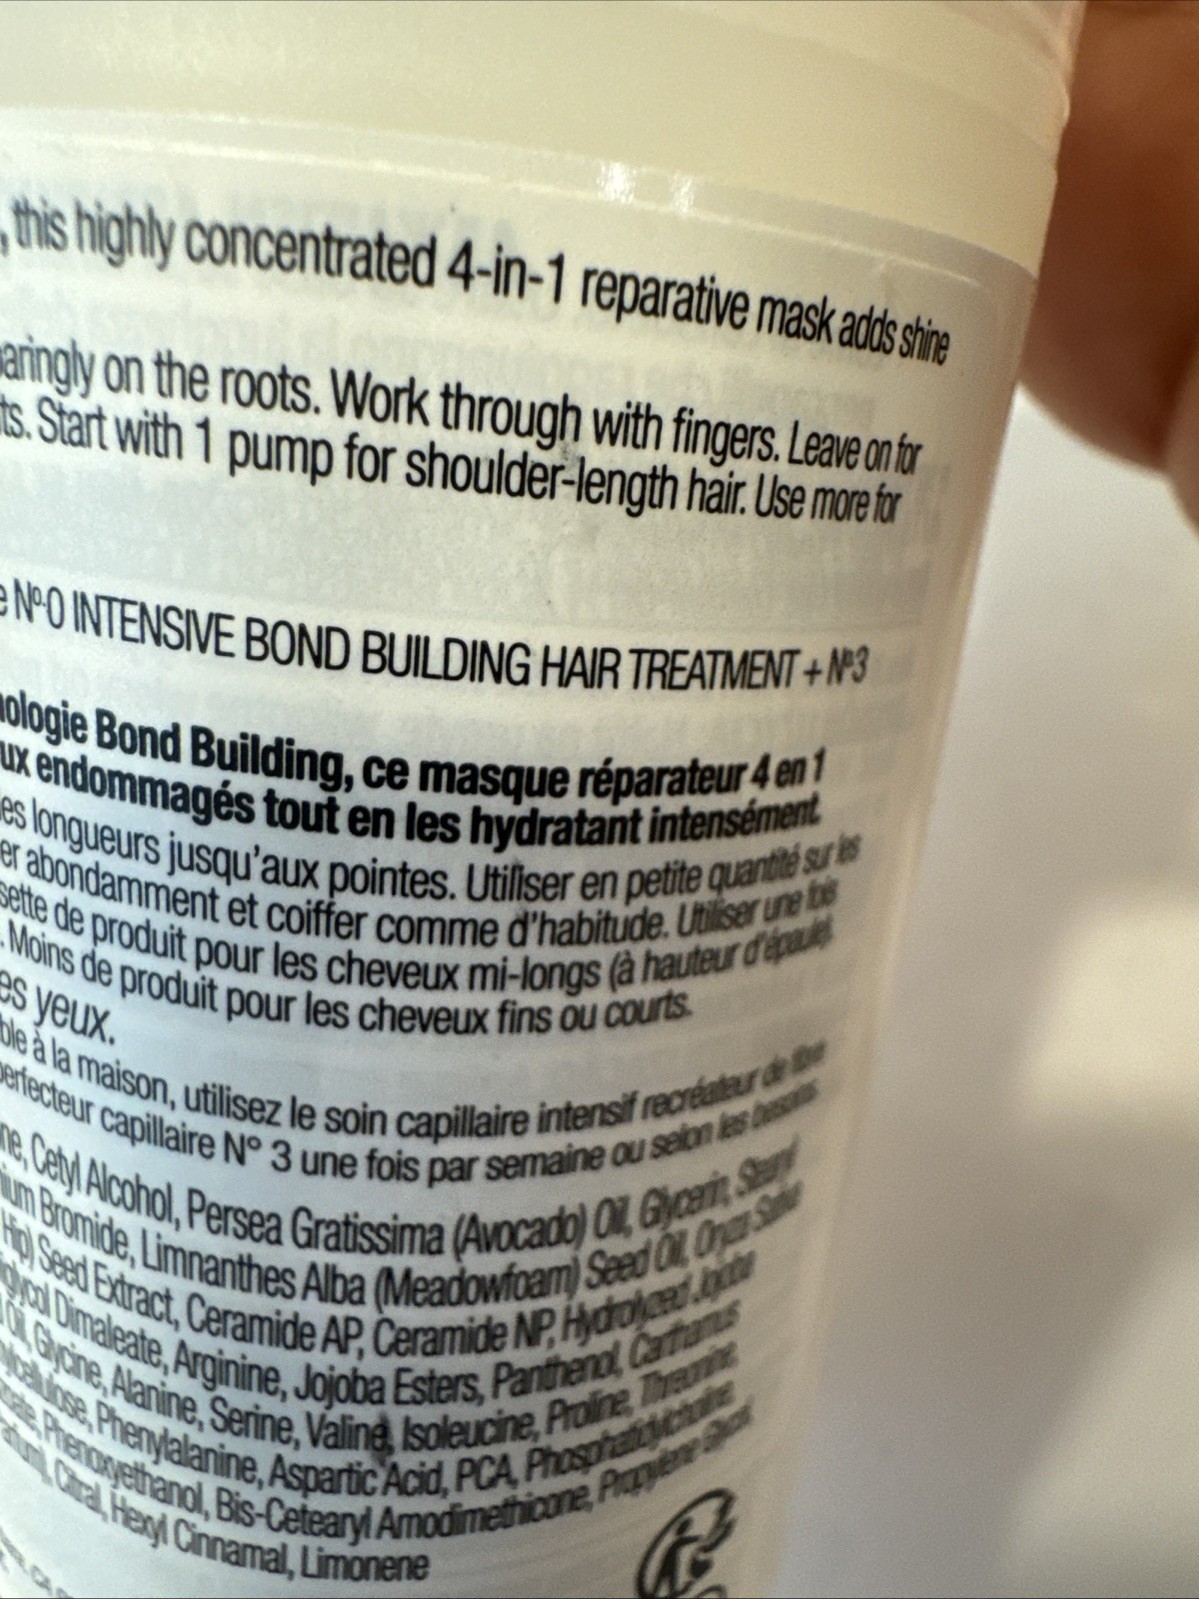 , this highly concentrated 4-in-1 reparative mask adds shine
aringly on the roots. Work through with fingers. Leave on for
ts. Start with 1 pump for shoulder-length hair. Use more for
e Nº·0 INTENSIVE BOND BUILDING HAIR TREATMENT + Nº3
ologie Bond Building, ce masque réparateur 4 en 1
ux endommagés tout en les hydratant intensément.
es longueurs jusqu'aux pointes. Utiliser en petite quantité sur les
er abondamment et coiffer comme d'habitude. Utiliser une fois
sette de produit pour les cheveux mi-longs (à hauteur d'épaule).
. Moins de produit pour les cheveux fins ou courts.
es yeux.
ble à la maison, utilisez le soin capillaire intensif recréateur de fibre
perfecteur capillaire N° 3 une fois par semaine ou selon les besoins.
ne, Cetyl Alcohol, Persea Gratissima (Avocado) Oil, Glycerin, Stearyl
ium Bromide, Limnanthes Alba (Meadowfoam) Seed Oil, Oryza Sativa
Hip) Seed Extract, Ceramide AP, Ceramide NP, Hydrolyzed Jojoba
glycol Dimaleate, Arginine, Jojoba Esters, Panthenol, Carthamus
Oil, Glycine, Alanine, Serine, Valine, Isoleucine, Proline, Threonine,
ylcellulose, Phenylalanine, Aspartic Acid, PCA, Phosphatidylcholine,
Phenoxyethanol, Bis-Cetearyl Amodimethicone, Propylene Glycol
Parfum), Citral, Hexyl Cinnamal, Limonene